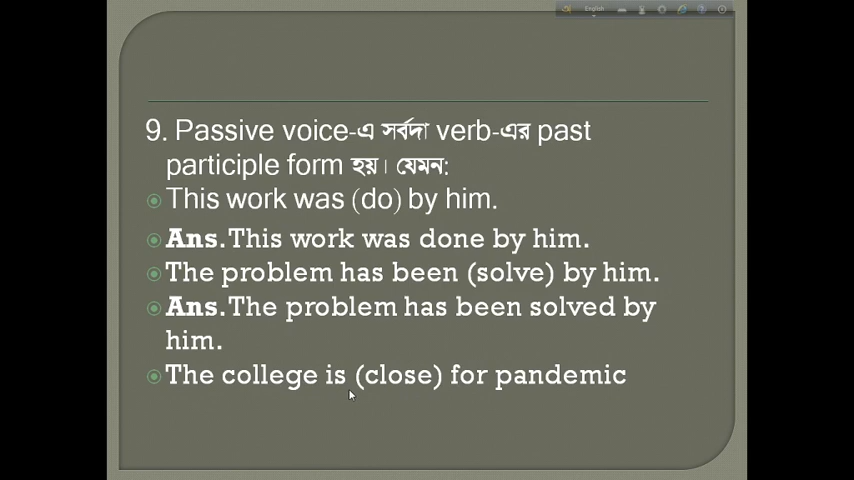 English
9. Passive voice-এ সর্বদা verb-এর past
participle form হয়। যেমন:
This work was (do) by him.
Ans.This work was done by him.
The problem has been (solve) by him.
Ans.The problem has been solved by
him.
The college is (close) for pandemic